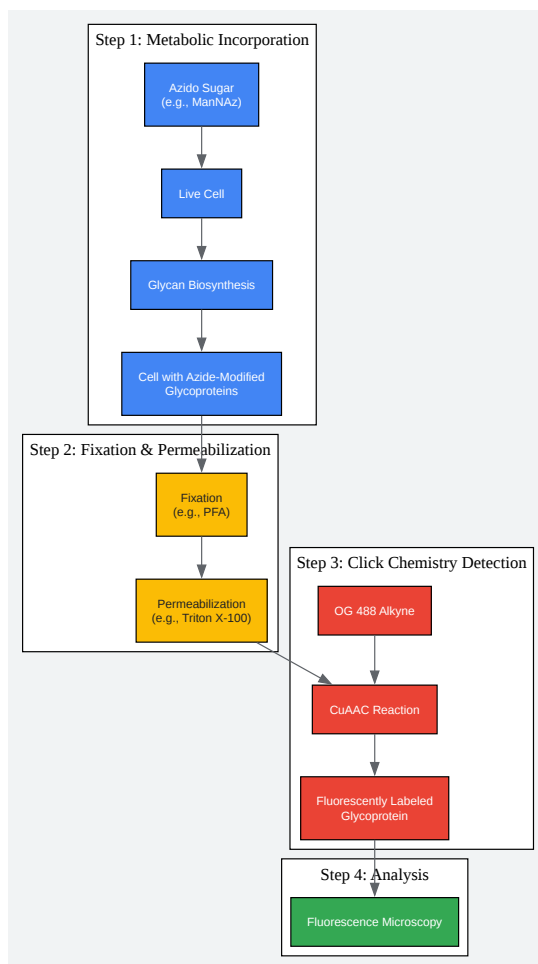 Step 1: Metabolic Incorporation
Azido Sugar
(e.g., ManNAz)
Live Cell
Glycan Biosynthesis
Cell with Azide-Modified
Glycoproteins
Step 2: Fixation & Permeabilization
Fixation
(e.g., PFA)
Permeabilization
(e.g., Triton X-100)
Step 3: Click Chemistry Detection
OG 488 Alkyne
CuAAC Reaction
Fluorescently Labeled
Glycoprotein
Step 4: Analysis
Fluorescence Microscopy